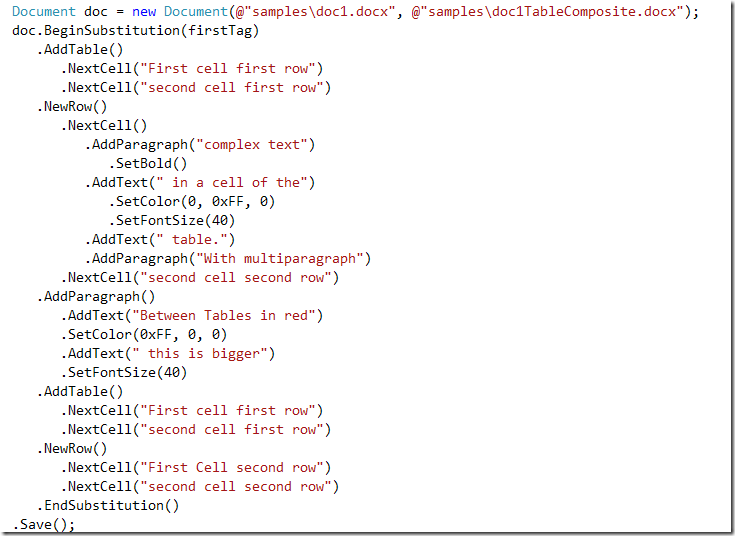 Document doc = new Document(@"samples\doc1.docx", @"samples\doc1TableComposite.docx");
doc.BeginSubstitution(firstTag)
   .AddTable()
      .NextCell("First cell first row")
      .NextCell("second cell first row")
   .NewRow()
      .NextCell()
         .AddParagraph("complex text")
            .SetBold()
         .AddText(" in a cell of the")
            .SetColor(0, 0xFF, 0)
            .SetFontSize(40)
         .AddText(" table.")
         .AddParagraph("With multiparagraph")
      .NextCell("second cell second row")
   .AddParagraph()
      .AddText("Between Tables in red")
      .SetColor(0xFF, 0, 0)
      .AddText(" this is bigger")
      .SetFontSize(40)
   .AddTable()
      .NextCell("First cell first row")
      .NextCell("second cell first row")
   .NewRow()
      .NextCell("First Cell second row")
      .NextCell("second cell second row")
   .EndSubstitution()
.Save();